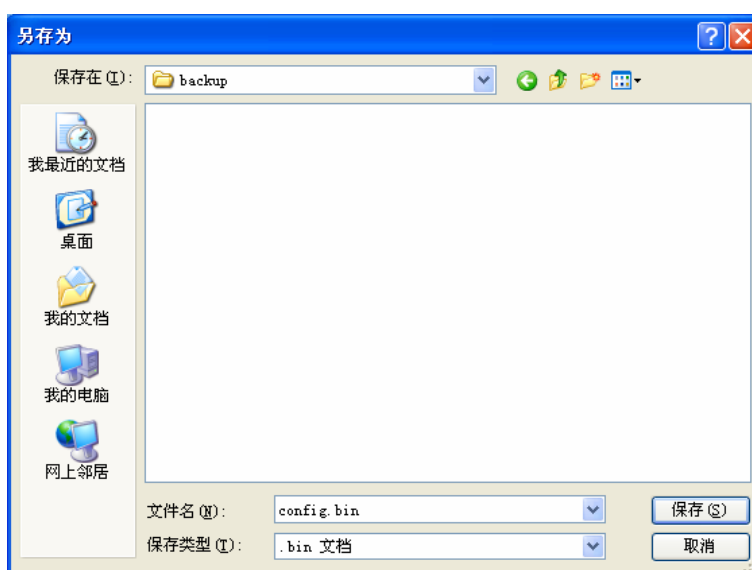 另存为
保存在(I):
backup
我最近的文档
桌面
我的文档
我的电脑
网上邻居
文件名(N):
config.bin
保存(S)
保存类型(T):
.bin 文档
取消